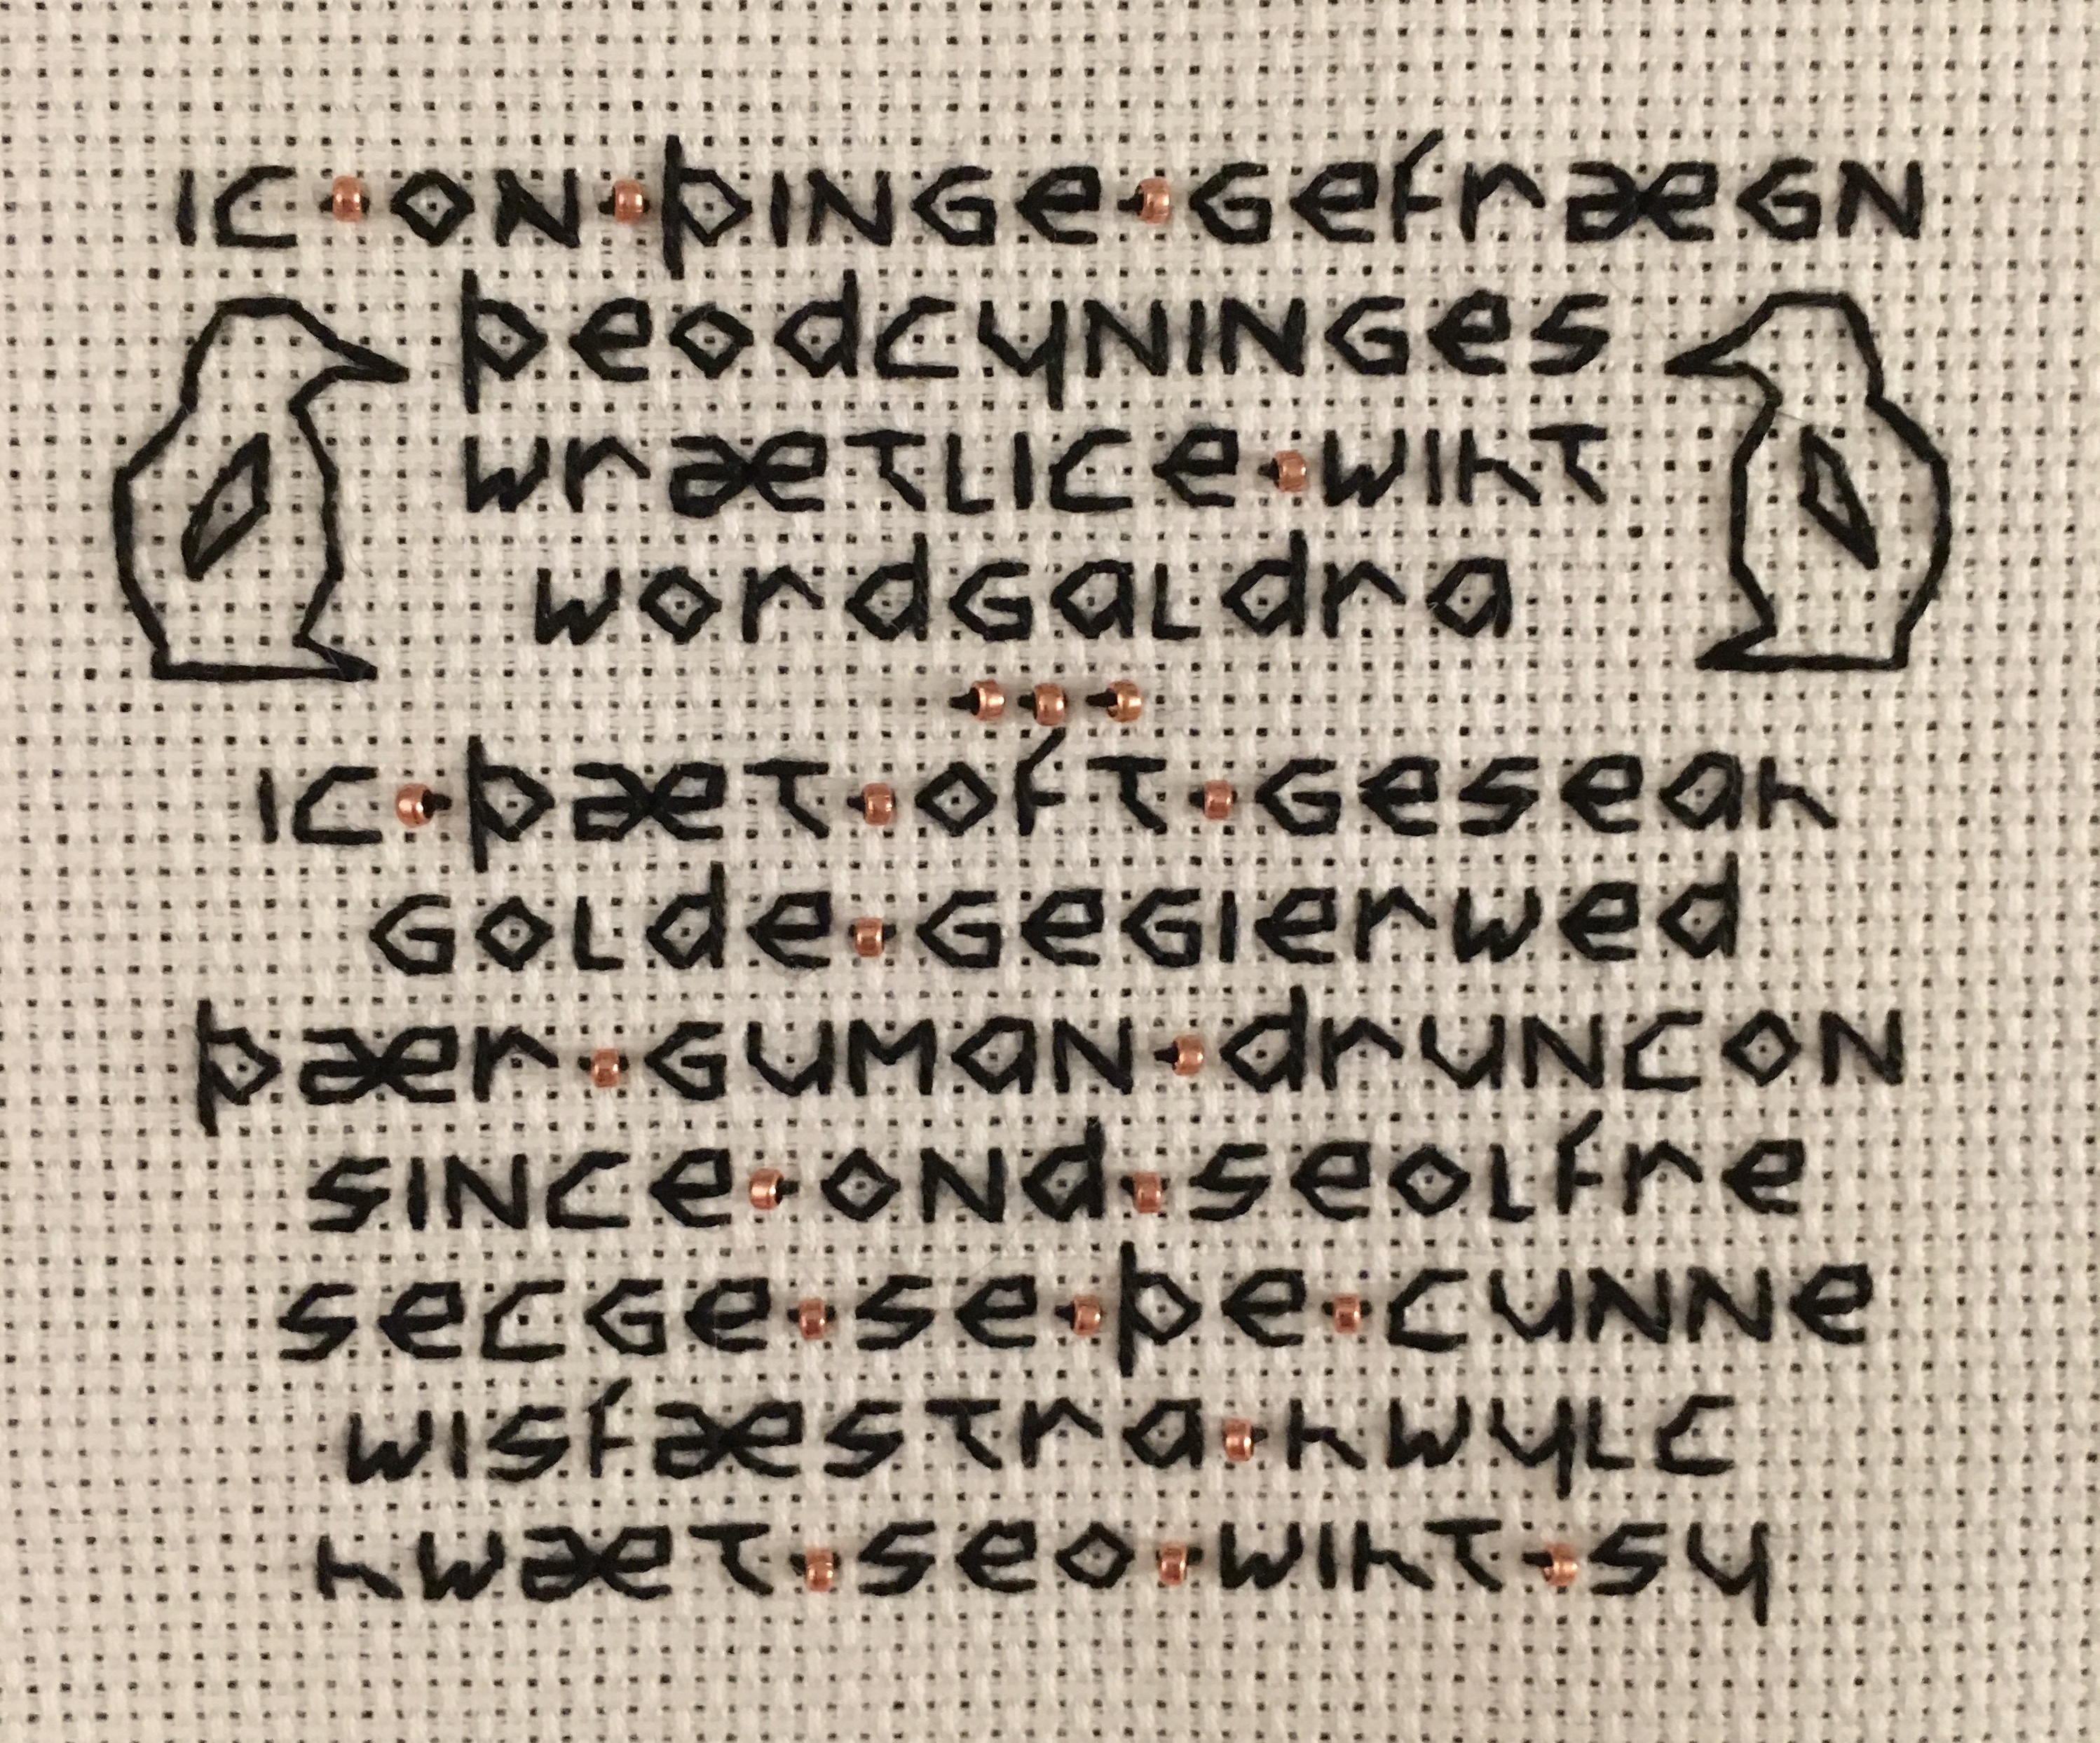 ic·on·þinge·gefrægn
þeodcyninges
wrætlice·wiht
wordgaldra
···
ic·þæt·oft·geseah
golde·gegierwed
þær·guman·druncon
since·ond·seolfre
secge·se·þe·cunne
wisfæstra·hwylc
hwæt·seo·wiht·sy